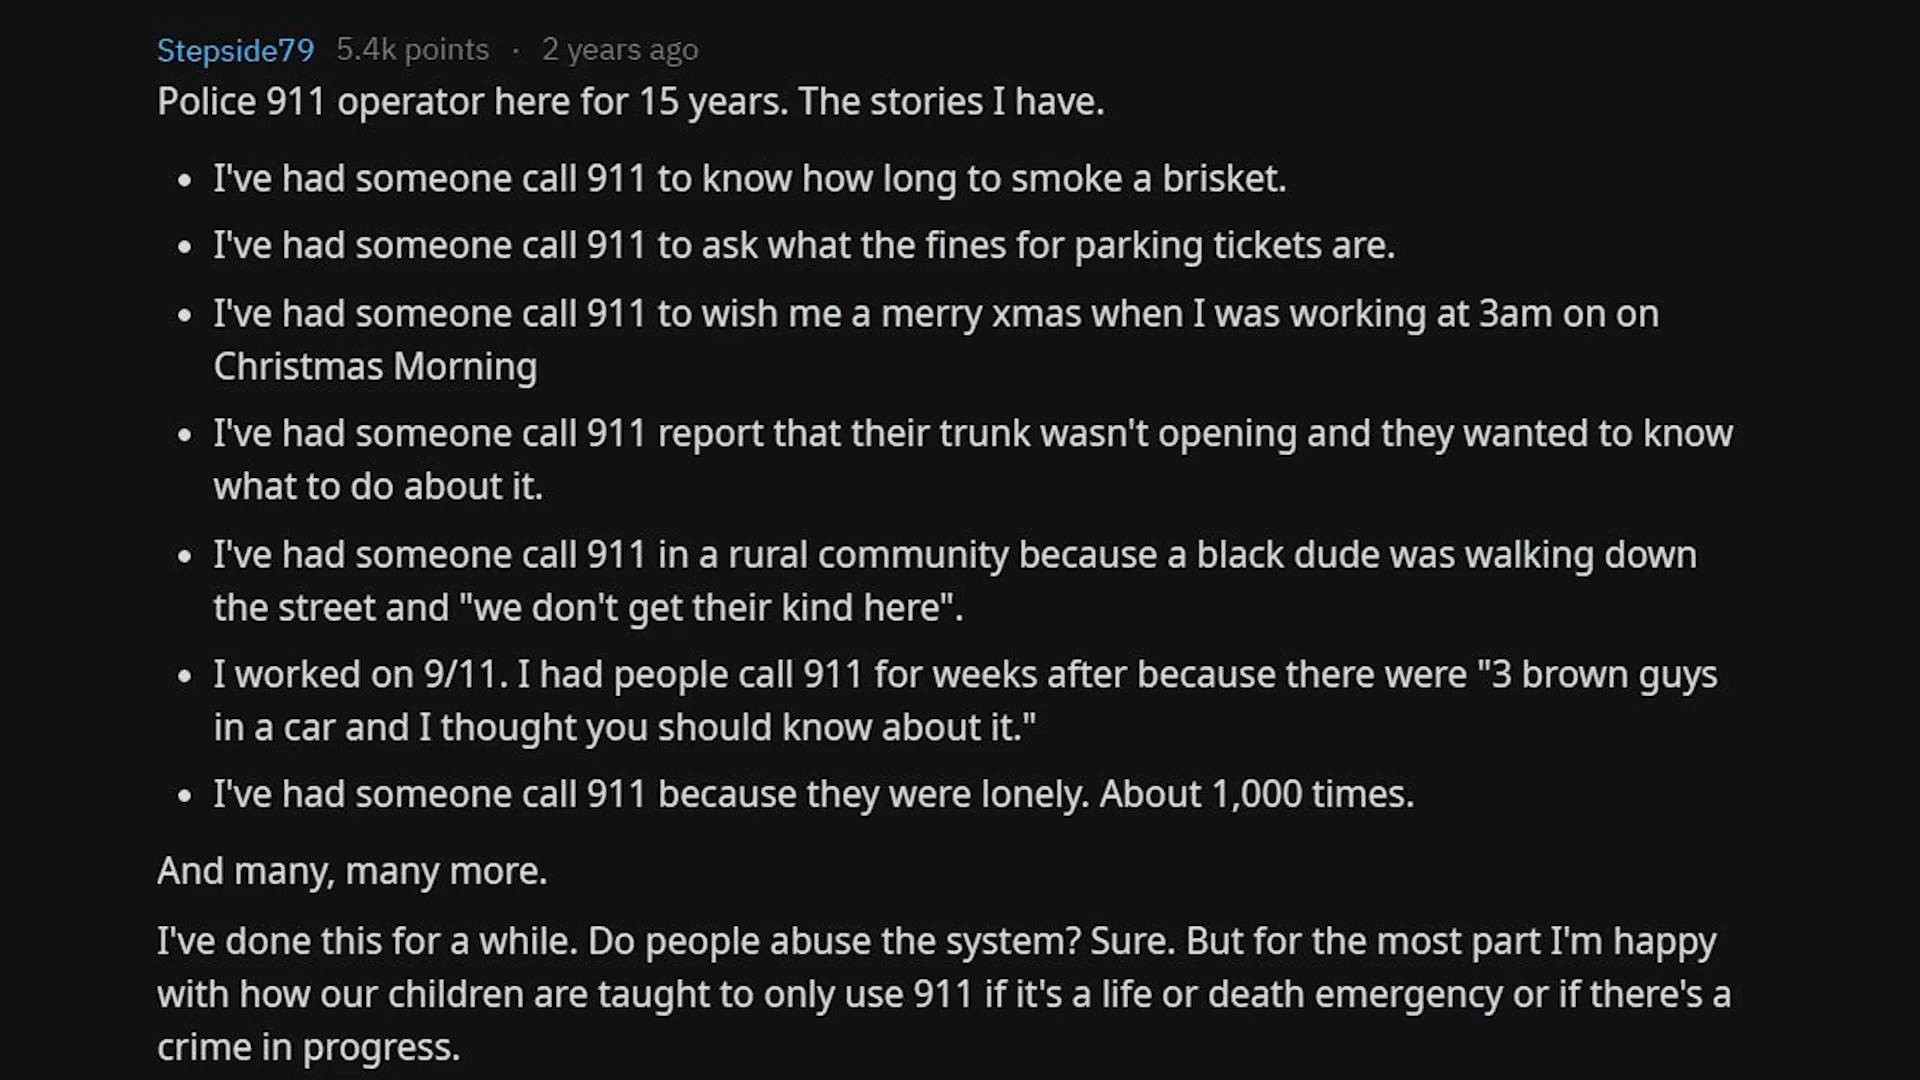 Stepside79 5.4k points · 2 years ago
Police 911 operator here for 15 years. The stories I have.
• I've had someone call 911 to know how long to smoke a brisket.
• I've had someone call 911 to ask what the fines for parking tickets are.
• I've had someone call 911 to wish me a merry xmas when I was working at 3am on on
Christmas Morning
• I've had someone call 911 report that their trunk wasn't opening and they wanted to know
what to do about it.
• I've had someone call 911 in a rural community because a black dude was walking down
the street and "we don't get their kind here".
• I worked on 9/11. I had people call 911 for weeks after because there were "3 brown guys
in a car and I thought you should know about it."
• I've had someone call 911 because they were lonely. About 1,000 times.
And many, many more.
I've done this for a while. Do people abuse the system? Sure. But for the most part I'm happy
with how our children are taught to only use 911 if it's a life or death emergency or if there's a
crime in progress.